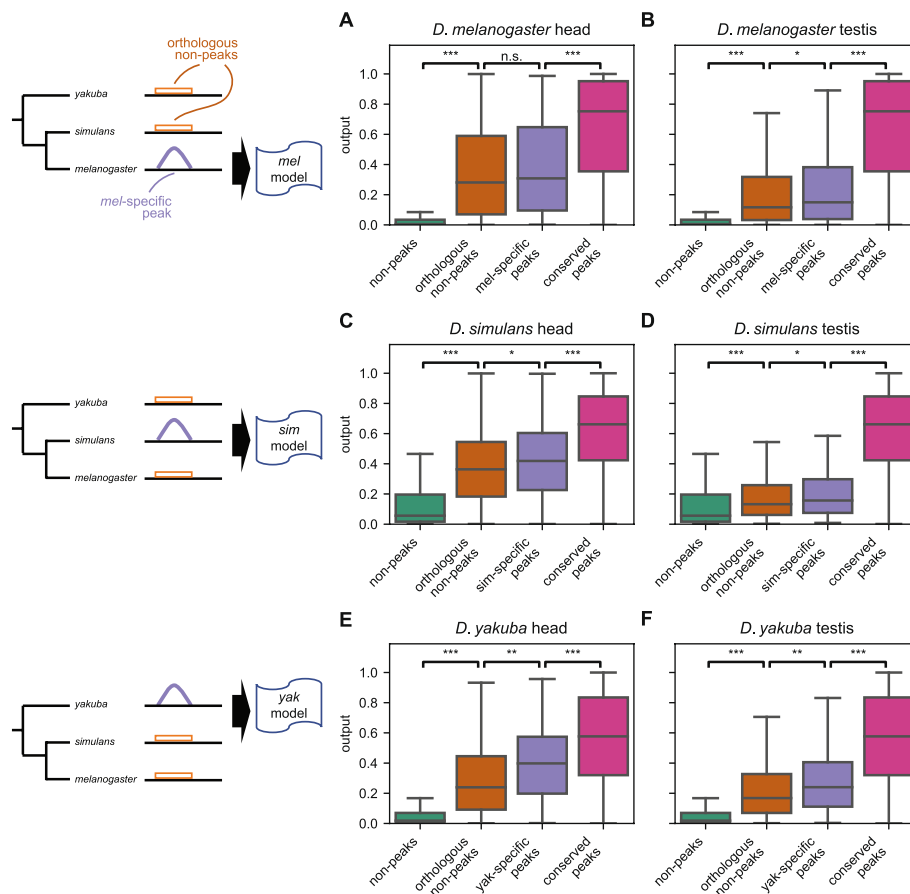 orthologous
non-peaks
yakuba
simulans
melanogaster
mel-specific
peak
mel
model
A
D. melanogaster head
***
n.s.
***
output
1.0
0.8
0.6
0.4
0.2
0.0
non-peaks
orthologous
non-peaks
mel-specific
peaks
conserved
peaks
B
D. melanogaster testis
***
*
***
non-peaks
orthologous
non-peaks
mel-specific
peaks
conserved
peaks
yakuba
simulans
melanogaster
sim
model
C
D. simulans head
***
*
***
output
1.0
0.8
0.6
0.4
0.2
0.0
non-peaks
orthologous
non-peaks
sim-specific
peaks
conserved
peaks
D
D. simulans testis
***
*
***
non-peaks
orthologous
non-peaks
sim-specific
peaks
conserved
peaks
yakuba
simulans
melanogaster
yak
model
E
D. yakuba head
***
**
***
output
1.0
0.8
0.6
0.4
0.2
0.0
non-peaks
orthologous
non-peaks
yak-specific
peaks
conserved
peaks
F
D. yakuba testis
***
**
***
non-peaks
orthologous
non-peaks
yak-specific
peaks
conserved
peaks